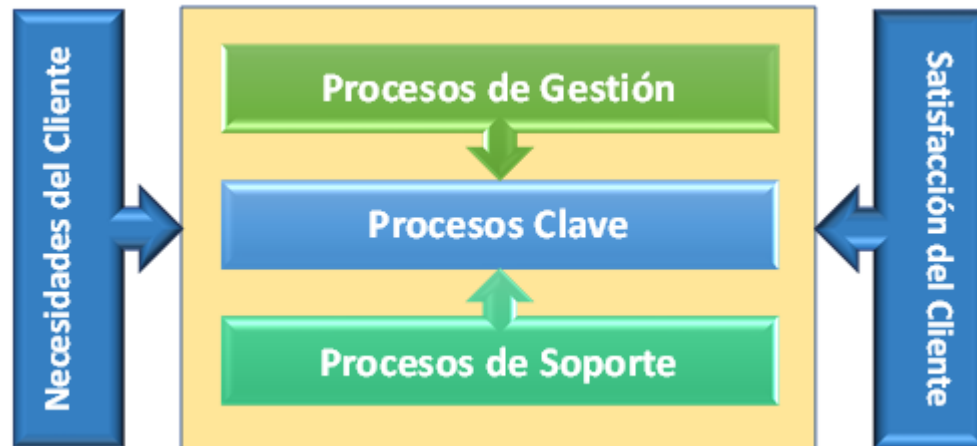 Necesidades del Cliente
Procesos de Gestión
Procesos Clave
Procesos de Soporte
Satisfacción del Cliente